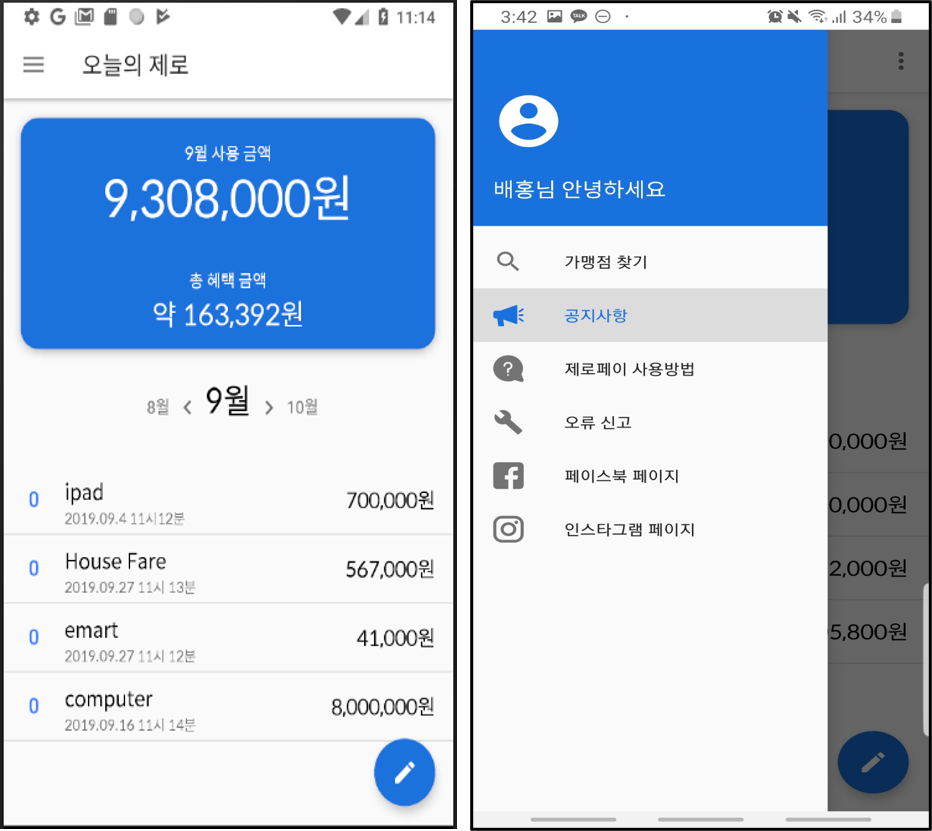 11:14
오늘의 제로
9월 사용 금액
9,308,000원
총 혜택 금액
약 163,392원
8월 < 9월 > 10월
0 ipad 700,000원
2019.09.4 11시12분
0 House Fare 567,000원
2019.09.27 11시 13분
0 emart 41,000원
2019.09.27 11시 12분
0 computer 8,000,000원
2019.09.16 11시 14분
3:42 TALK 34%
배홍님 안녕하세요
가맹점 찾기
공지사항
제로페이 사용방법
오류 신고
페이스북 페이지
인스타그램 페이지
0,000원
0,000원
2,000원
5,800원